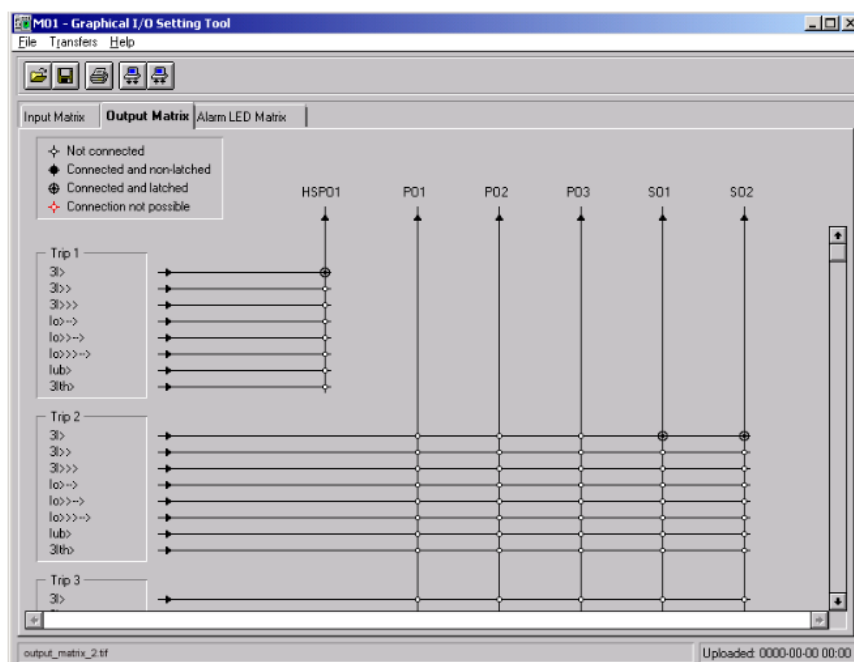 M01 - Graphical I/O Setting Tool
File Transfers Help
Input Matrix Output Matrix Alarm LED Matrix
Not connected
Connected and non-latched
Connected and latched
Connection not possible
HSPO1 PO1 PO2 PO3 SO1 SO2
Trip 1
3I>
3I>>
3I>>>
Io>-->
Io>>-->
Io>>>-->
Iub>
3Ith>
Trip 2
3I>
3I>>
3I>>>
Io>-->
Io>>-->
Io>>>-->
Iub>
3Ith>
Trip 3
3I>
output_matrix_2.tif Uploaded: 0000-00-00 00:00